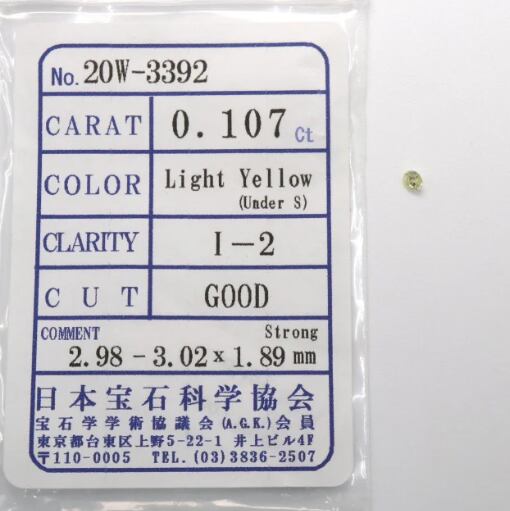 No. 20W-3392
CARAT 0.107 Ct
COLOR Light Yellow
(Under S)
CLARITY I-2
CUT GOOD
COMMENT Strong
2.98 - 3.02 x 1.89 mm
日本宝石科学協会
宝石学学術協議会(A.G.K.)会員
東京都台東区上野5-22-1 井上ビル4F
〒110-0005 TEL. (03) 3836-2507